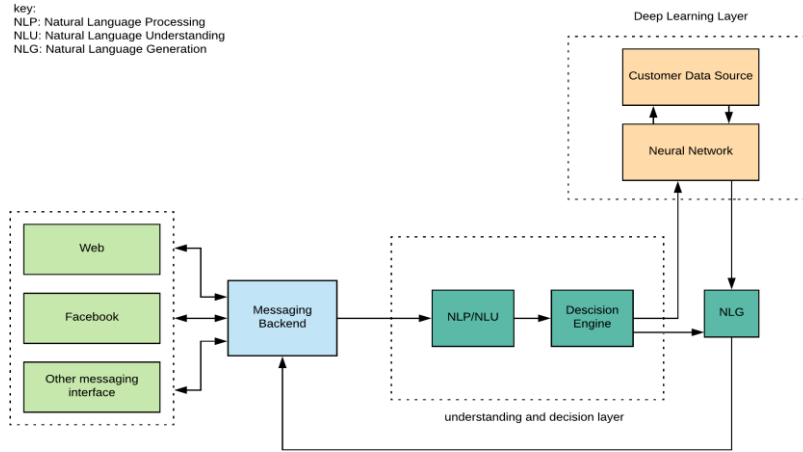 key:
NLP: Natural Language Processing
NLU: Natural Language Understanding
NLG: Natural Language Generation
Deep Learning Layer
Customer Data Source
Neural Network
Web
Facebook
Other messaging
interface
Messaging
Backend
NLP/NLU
Descision
Engine
NLG
understanding and decision layer